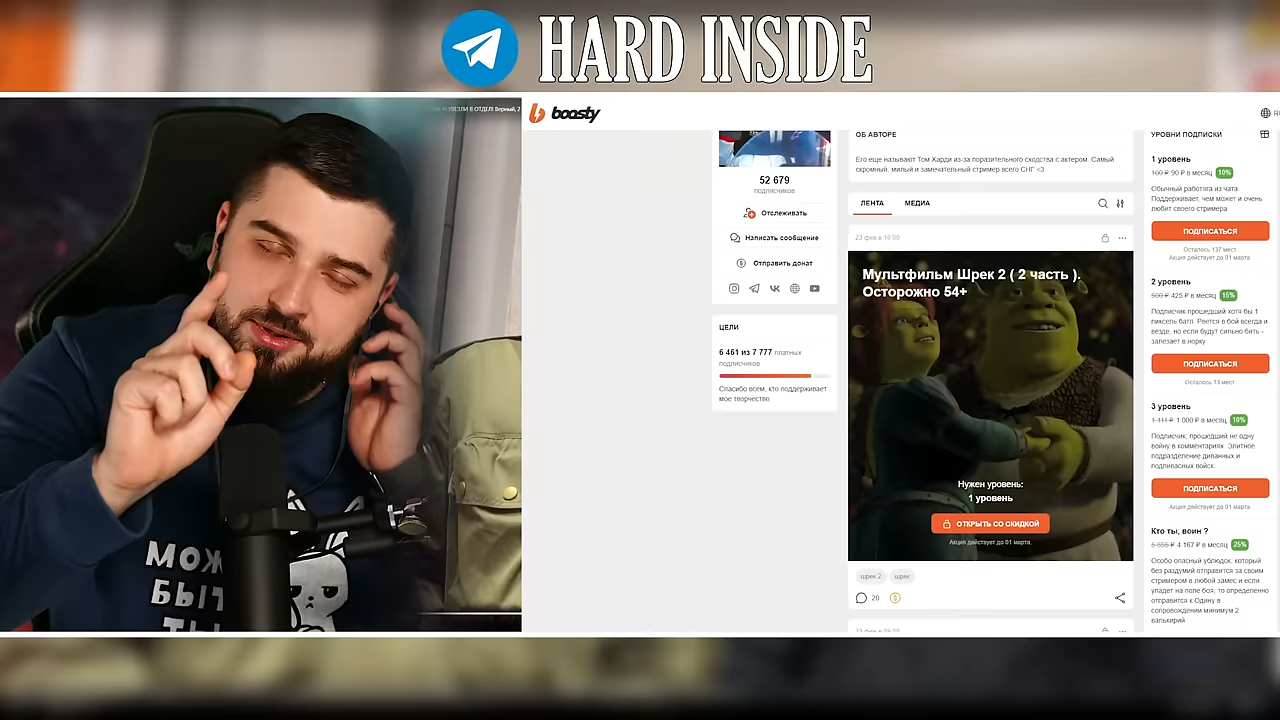 HARD INSIDE
И УВЕЗЛИ В ОТДЕЛ! Верный, 2
boosty
52 679
подписчиков
Отслеживать
Написать сообщение
Отправить донат
ЦЕЛИ
6 461 из 7 777 платных
подписчиков
Спасибо всем, кто поддерживает
мое творчество
ОБ АВТОРЕ
Его еще называют Том Харди из-за поразительного сходства с актером. Самый
скромный, милый и замечательный стример всего СНГ <3
ЛЕНТА МЕДИА
23 фев в 10:00
Мультфильм Шрек 2 ( 2 часть ).
Осторожно 54+
Нужен уровень:
1 уровень
ОТКРЫТЬ СО СКИДКОЙ
Акция действует до 01 марта.
шрек 2 шрек
20
23 фев в 09:00
УРОВНИ ПОДПИСКИ
1 уровень
100 ₽ 90 ₽ в месяц 10%
Обычный работяга из чата.
Поддерживает, чем может и очень
любит своего стримера
ПОДПИСАТЬСЯ
Осталось 137 мест
Акция действует до 01 марта.
2 уровень
500 ₽ 425 ₽ в месяц 15%
Подписчик прошедший хотя бы 1
пиксель батл. Рвется в бой всегда и
везде, но если будут сильно бить -
залезает в норку.
ПОДПИСАТЬСЯ
Осталось 13 мест
3 уровень
1 111 ₽ 1 000 ₽ в месяц 10%
Подписчик, прошедший не одну
войну в комментариях. Элитное
подразделение диванных и
подпивасных войск.
ПОДПИСАТЬСЯ
Акция действует до 01 марта.
Кто ты, воин ?
5 555 ₽ 4 167 ₽ в месяц 25%
Особо опасный ублюдок, который
без раздумий отправится за своим
стримером в любой замес и если
упадет на поле боя, то определенно
отправится к Одину в
сопровождении минимум 2
валькирий
МОЖ
БЫТ
ТЫ